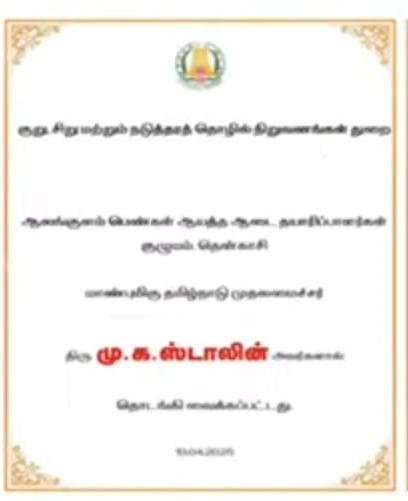 குறு, சிறு மற்றும் நடுத்தரத் தொழில் நிறுவனங்கள் துறை
ஆலங்குளம் பெண்கள் ஆயத்த ஆடை தயாரிப்பாளர்கள்
குழுமம், தென்காசி
மாண்புமிகு தமிழ்நாடு முதலமைச்சர்
திரு. மு.க.ஸ்டாலின் அவர்களால்
தொடங்கி வைக்கப்பட்டது.
10.04.2025